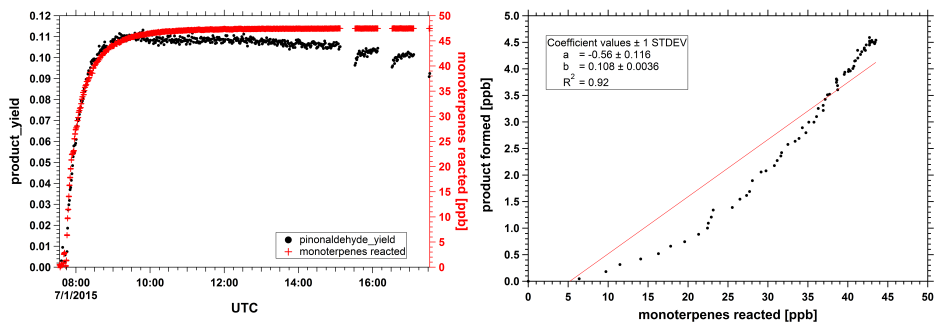 0.12
0.11
0.10
0.09
0.08
0.07
0.06
0.05
0.04
0.03
0.02
0.01
0.00
product_yield
50
45
40
35
30
25
20
15
10
5
0
monoterpenes reacted [ppb]
pinonaldehyde_yield
monoterpenes reacted
08:00 10:00 12:00 14:00 16:00
7/1/2015
UTC
5.0
4.5
4.0
3.5
3.0
2.5
2.0
1.5
1.0
0.5
0.0
product formed [ppb]
Coefficient values ± 1 STDEV
a = -0.56 ± 0.116
b = 0.108 ± 0.0036
R² = 0.92
0 5 10 15 20 25 30 35 40 45 50
monoterpenes reacted [ppb]